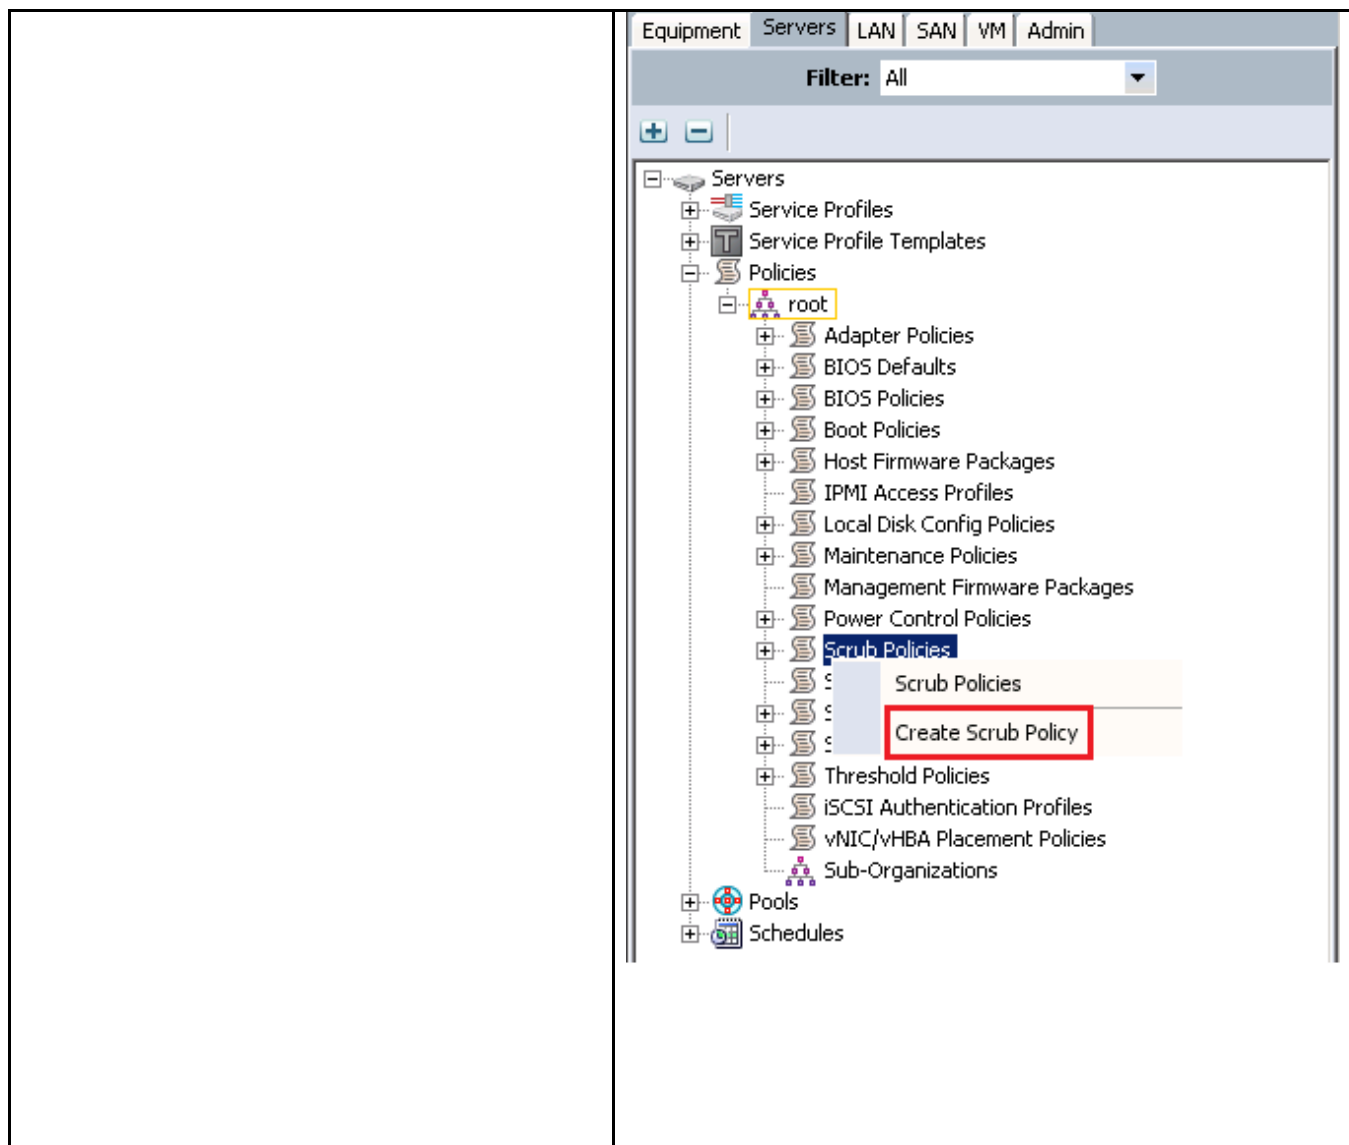 Equipment Servers LAN SAN VM Admin
Filter: All
Servers
Service Profiles
Service Profile Templates
Policies
root
Adapter Policies
BIOS Defaults
BIOS Policies
Boot Policies
Host Firmware Packages
IPMI Access Profiles
Local Disk Config Policies
Maintenance Policies
Management Firmware Packages
Power Control Policies
Scrub Policies
Scrub Policies
Create Scrub Policy
Threshold Policies
iSCSI Authentication Profiles
vNIC/vHBA Placement Policies
Sub-Organizations
Pools
Schedules